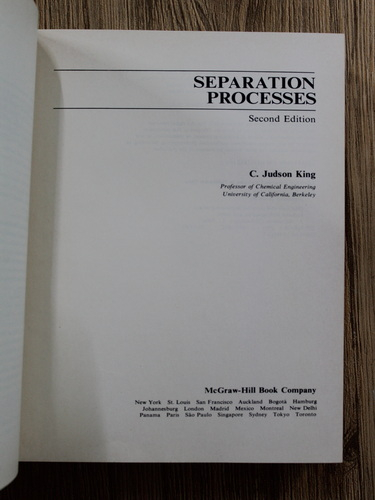 SEPARATION
PROCESSES
Second Edition
C. Judson King
Professor of Chemical Engineering
University of California, Berkeley
McGraw-Hill Book Company
New York St. Louis San Francisco Auckland Bogotá Hamburg
Johannesburg London Madrid Mexico Montreal New Delhi
Panama Paris São Paulo Singapore Sydney Tokyo Toronto